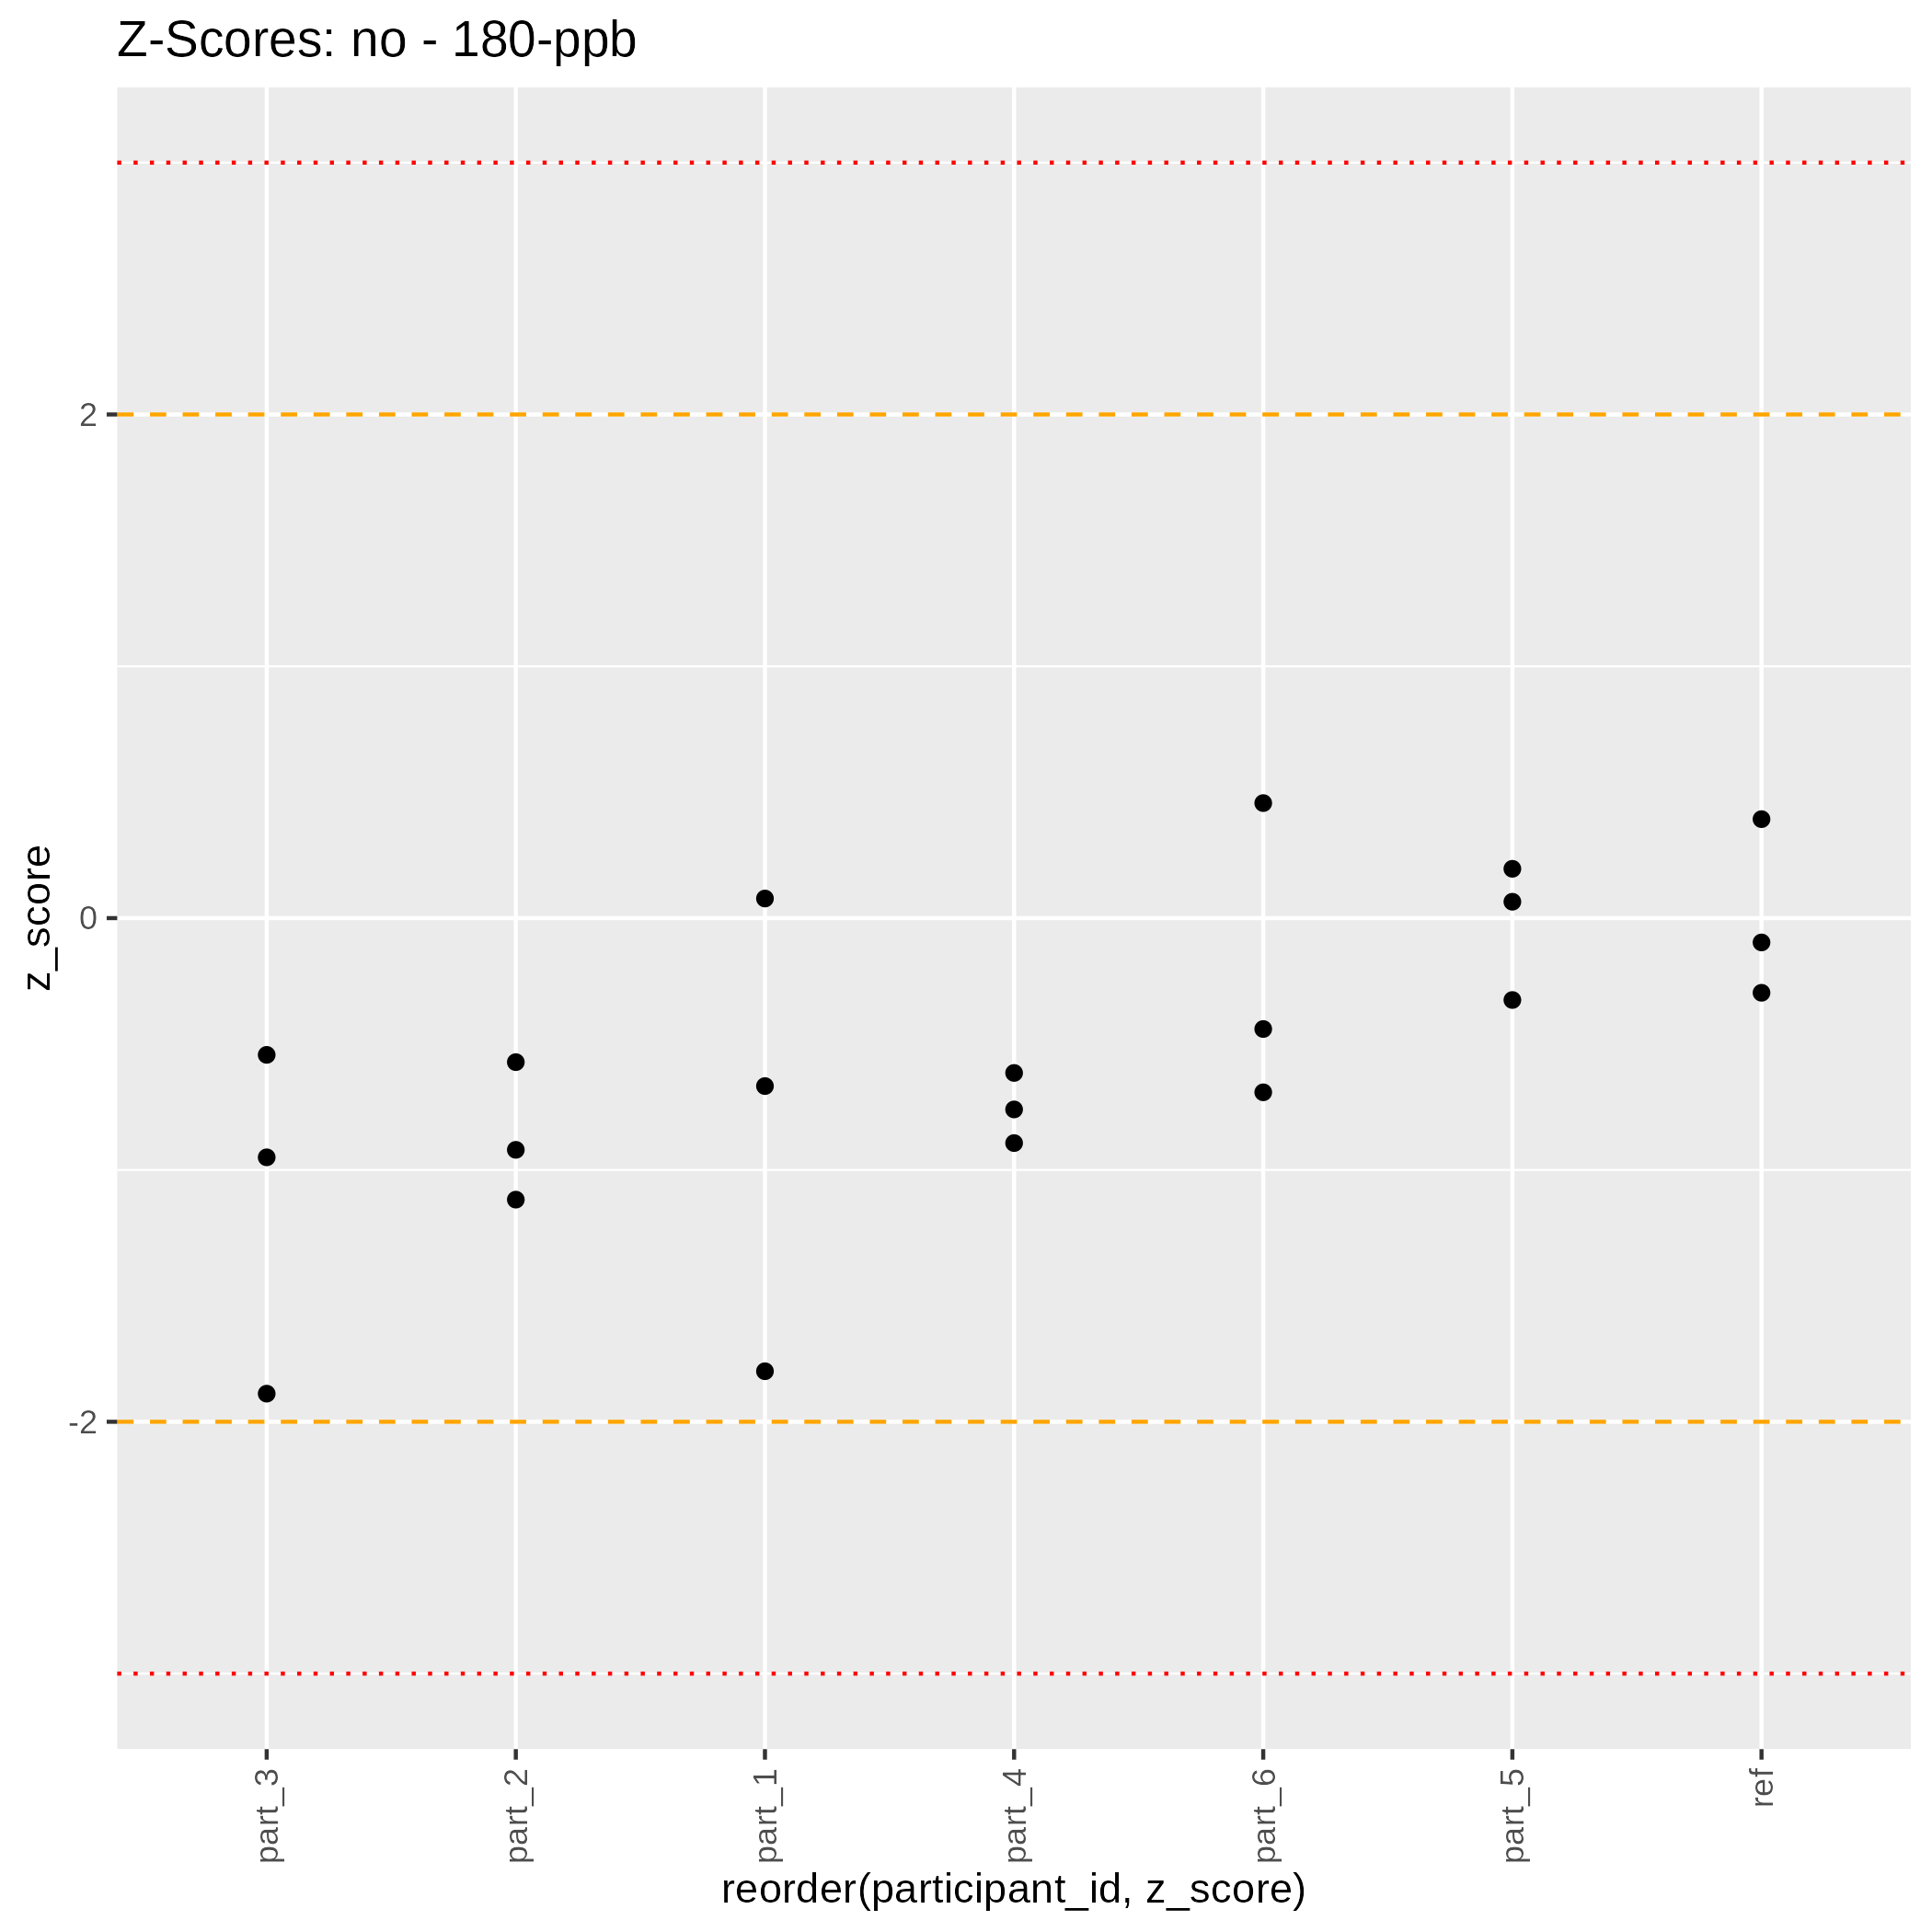 Z-Scores: no - 180-ppb
z_score
2
0
-2
part_3
part_2
part_1
part_4
part_6
part_5
ref
reorder(participant_id, z_score)